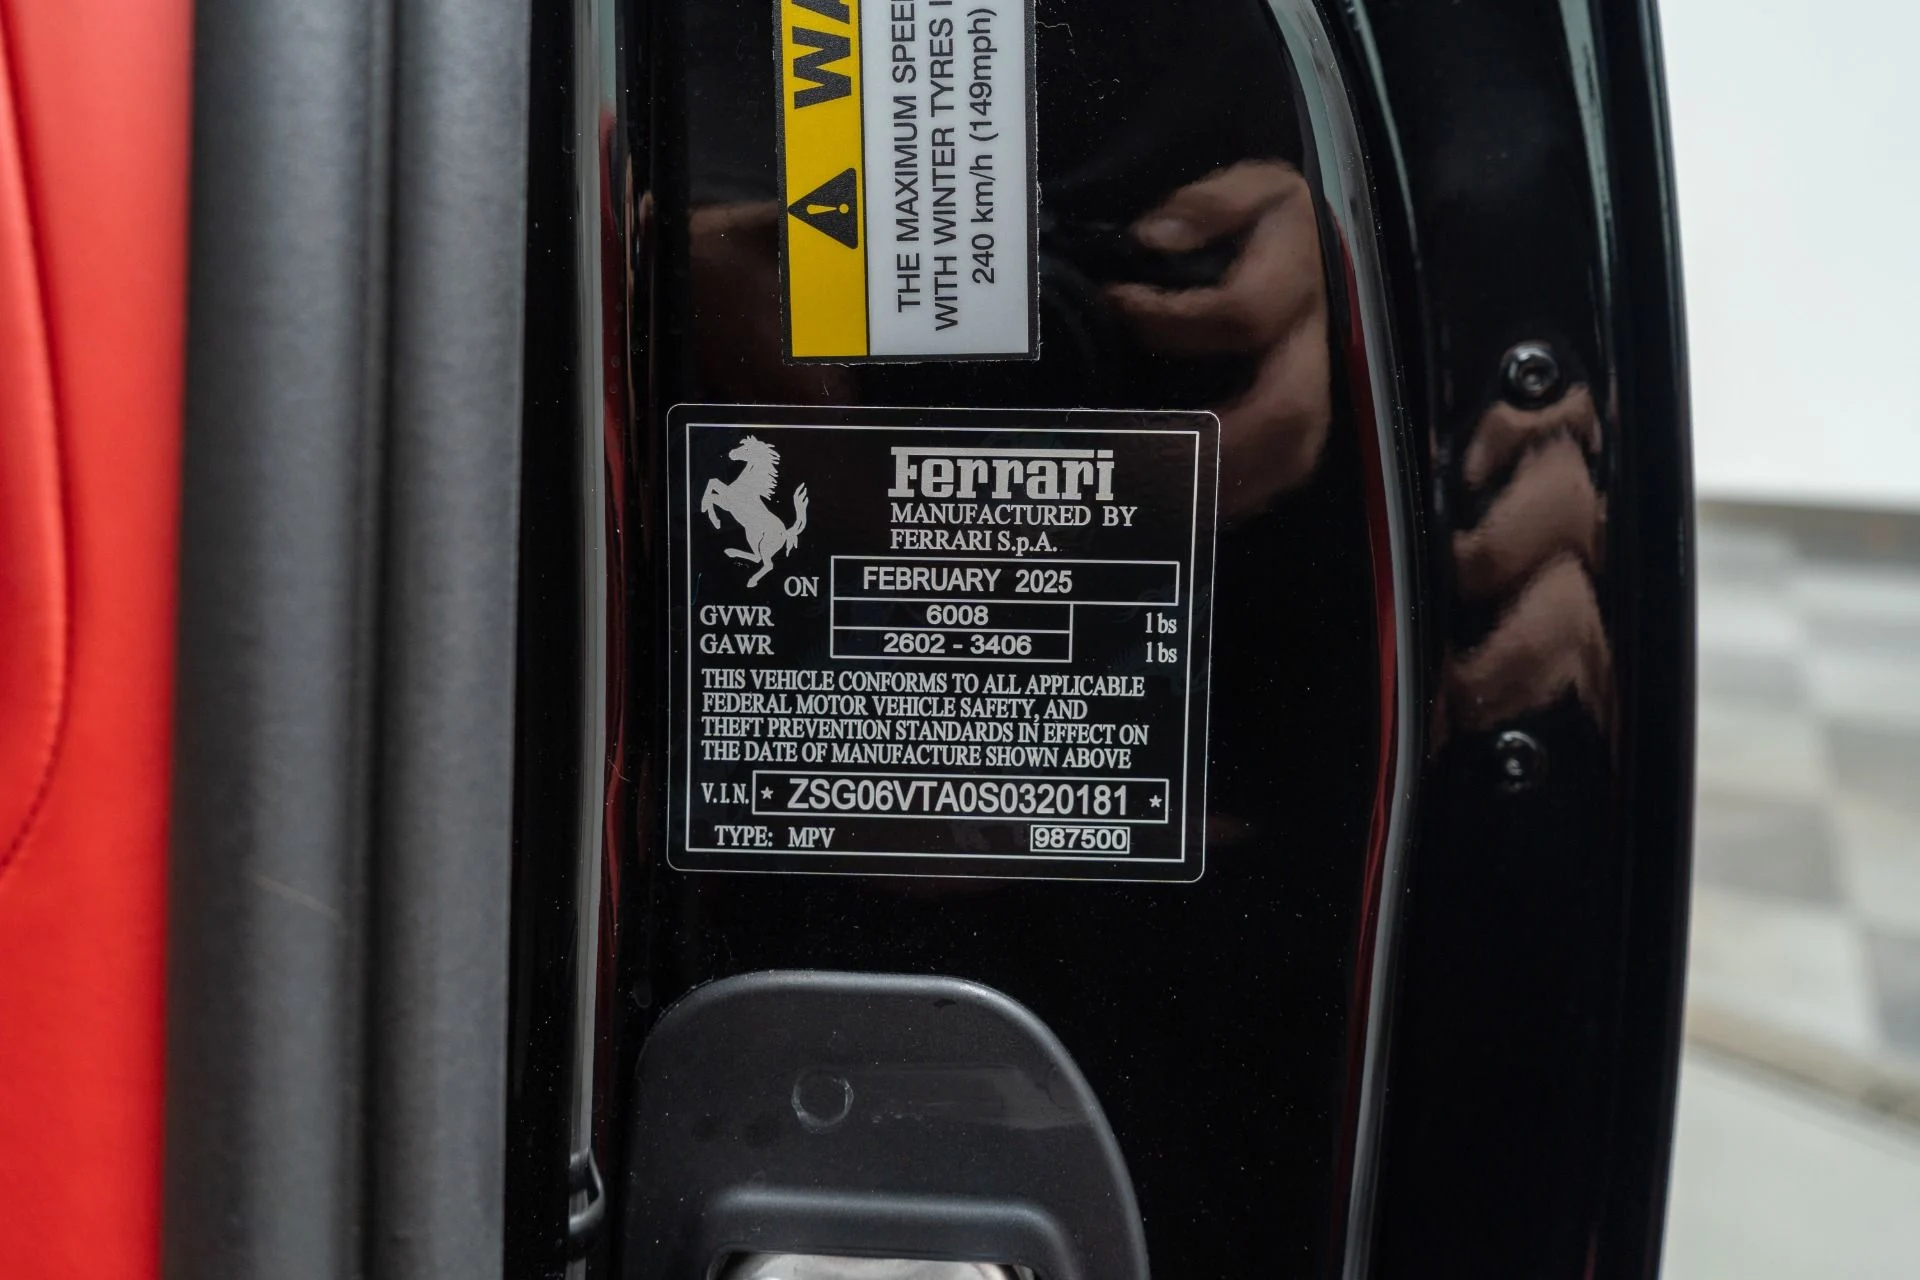 WA
THE MAXIMUM SPEED
WITH WINTER TYRES
240 km/h (149mph)
Ferrari
MANUFACTURED BY
FERRARI S.p.A.
ON FEBRUARY 2025
GVWR 6008 lbs
GAWR 2602 - 3406 lbs
THIS VEHICLE CONFORMS TO ALL APPLICABLE
FEDERAL MOTOR VEHICLE SAFETY, AND
THEFT PREVENTION STANDARDS IN EFFECT ON
THE DATE OF MANUFACTURE SHOWN ABOVE
V.I.N. * ZSG06VTA0S0320181 *
TYPE: MPV 987500